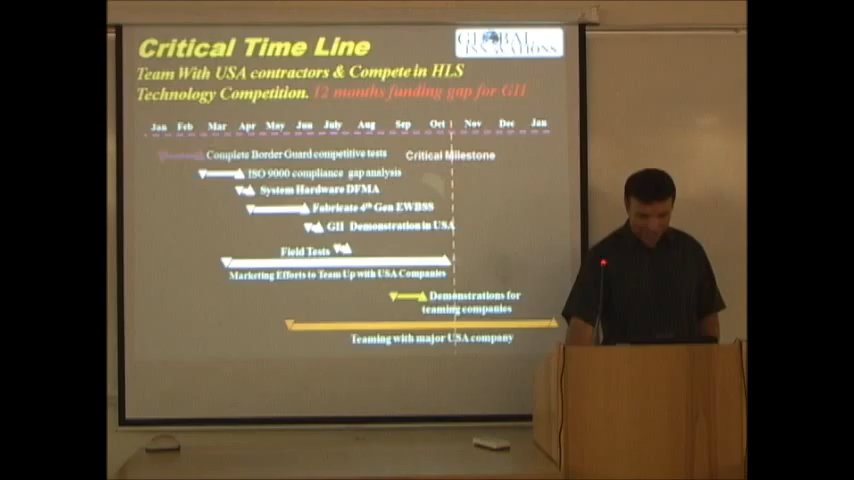 Critical Time Line
GLOBAL
INNOVATIONS
Team With USA contractors & Compete in HLS
Technology Competition. 12 months funding gap for GII
Jan Feb Mar Apr May Jun July Aug Sep Oct Nov Dec Jan
Complete Border Guard competitive tests
Critical Milestone
ISO 9000 compliance gap analysis
System Hardware DFMA
Fabricate 4th Gen EWBSS
GII Demonstration in USA
Field Tests
Marketing Efforts to Team Up with USA Companies
Demonstrations for
teaming companies
Teaming with major USA company